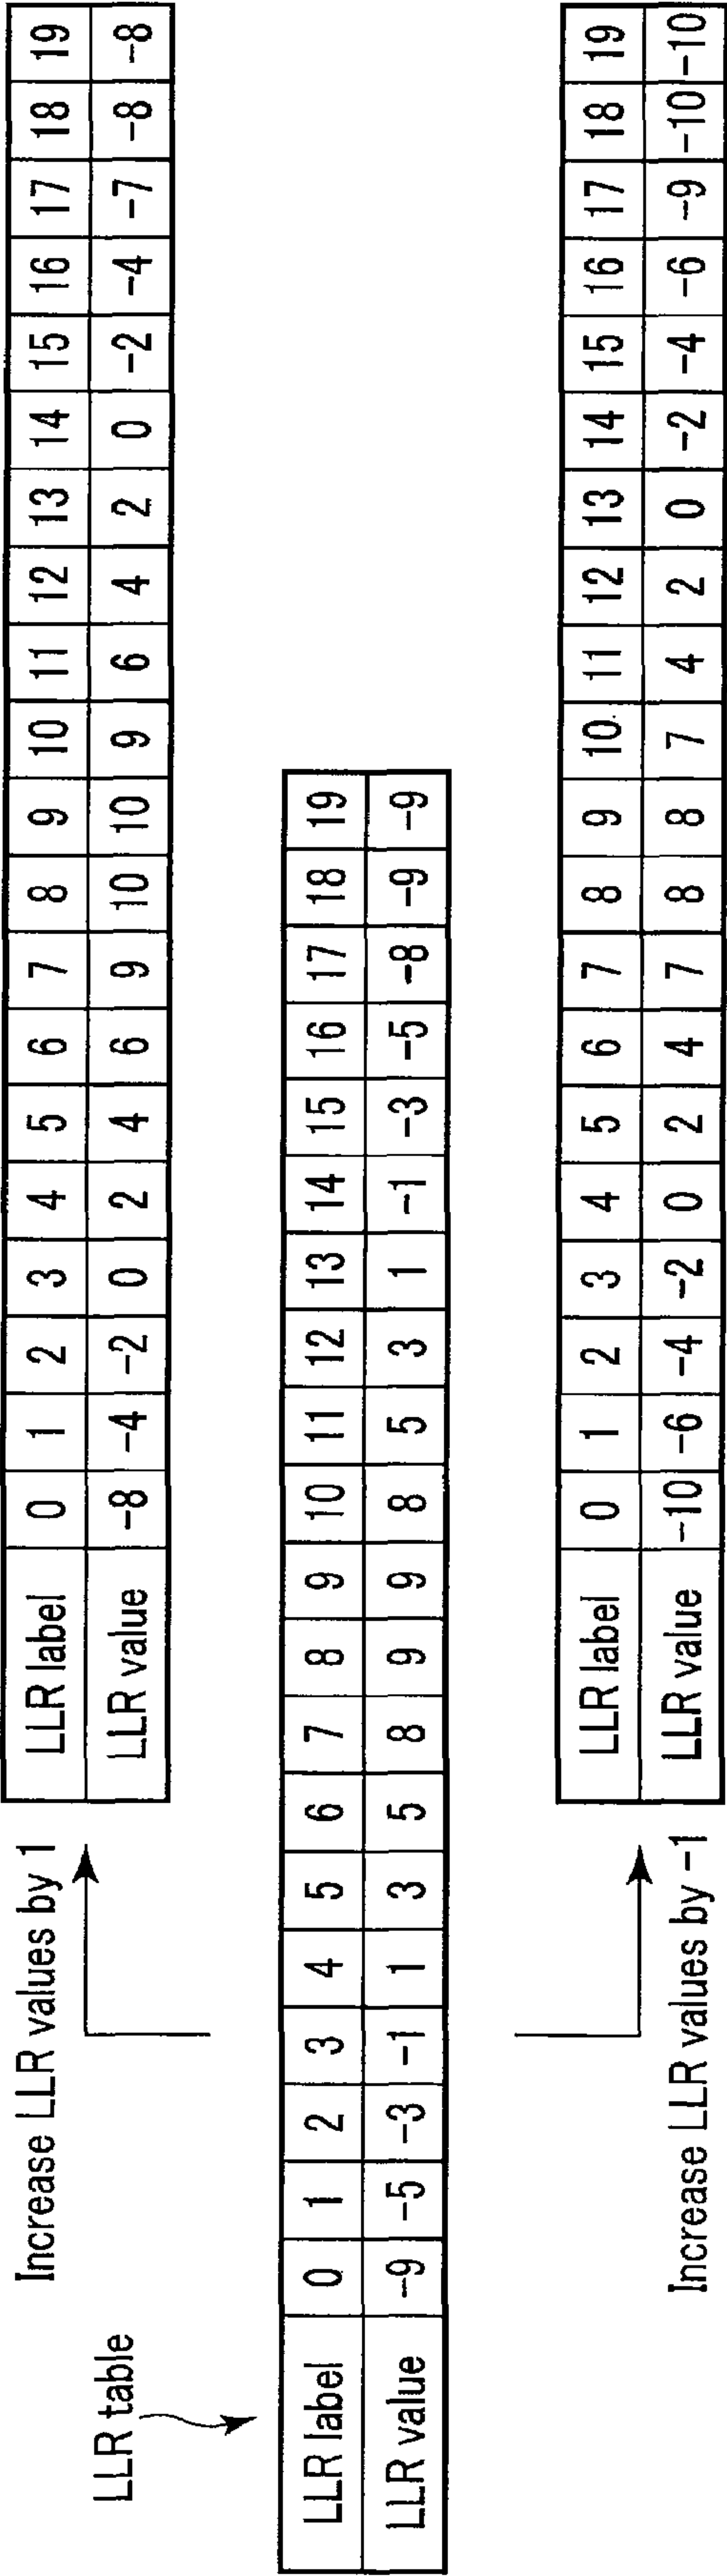 Increase LLR values by 1
LLR label 0 1 2 3 4 5 6 7 8 9 10 11 12 13 14 15 16 17 18 19
LLR value -8 -4 -2 0 2 4 6 9 10 10 9 6 4 2 0 -2 -4 -7 -8 -8
LLR table
LLR label 0 1 2 3 4 5 6 7 8 9 10 11 12 13 14 15 16 17 18 19
LLR value -9 -5 -3 -1 1 3 5 8 9 9 8 5 3 1 -1 -3 -5 -8 -9 -9
Increase LLR values by -1
LLR label 0 1 2 3 4 5 6 7 8 9 10 11 12 13 14 15 16 17 18 19
LLR value -10 -6 -4 -2 0 2 4 7 8 8 7 4 2 0 -2 -4 -6 -9 -10 -10